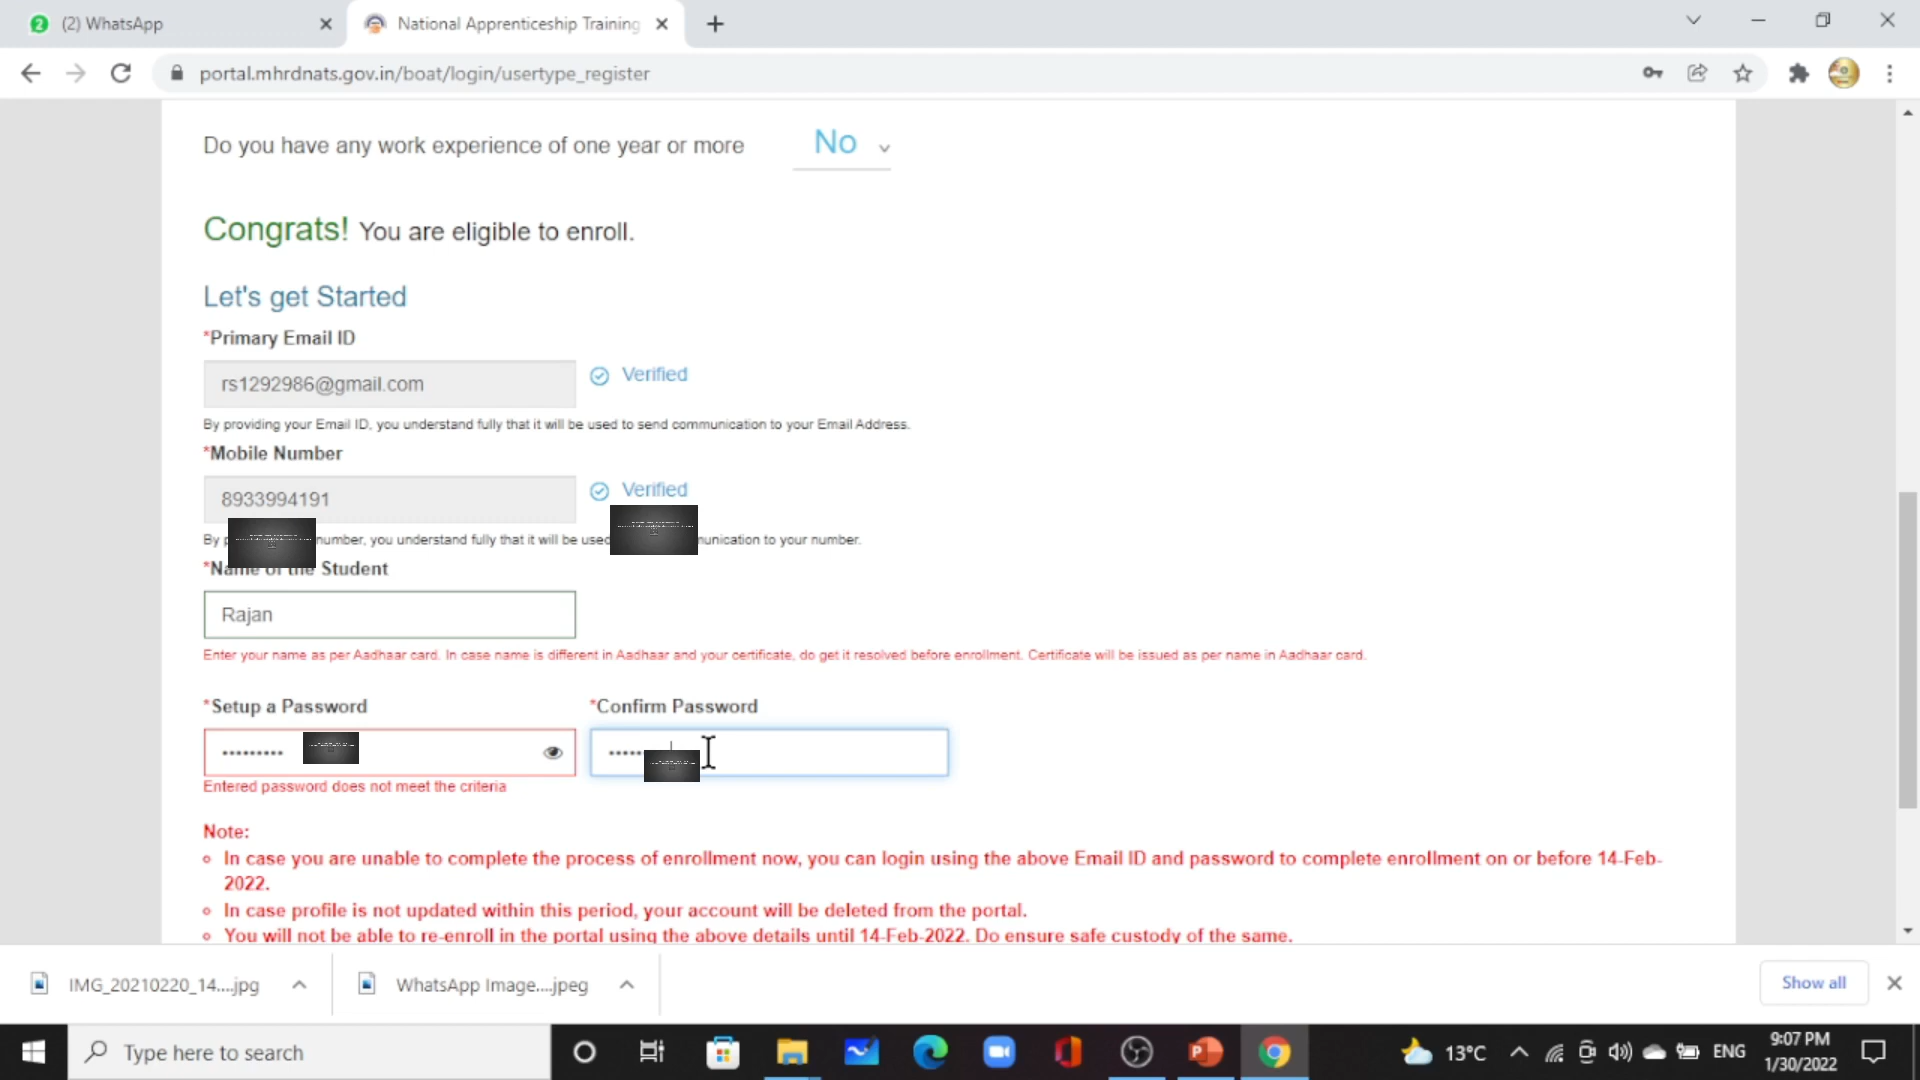 (2) WhatsApp
National Apprenticeship Training
portal.mhrdnats.gov.in/boat/login/usertype_register
Do you have any work experience of one year or more No
Congrats! You are eligible to enroll.
Let's get Started
*Primary Email ID
rs1292986@gmail.com Verified
By providing your Email ID, you understand fully that it will be used to send communication to your Email Address.
*Mobile Number
8933994191 Verified
By number, you understand fully that it will be used to your number.
*Name of the Student
Rajan
Enter your name as per Aadhaar card. In case name is different in Aadhaar and your certificate, do get it resolved before enrollment. Certificate will be issued as per name in Aadhaar card.
*Setup a Password *Confirm Password
Entered password does not meet the criteria
Note:
In case you are unable to complete the process of enrollment now, you can login using the above Email ID and password to complete enrollment on or before 14-Feb-
2022.
In case profile is not updated within this period, your account will be deleted from the portal.
You will not be able to re-enroll in the portal using the above details until 14-Feb-2022. Do ensure safe custody of the same.
IMG_20210220_14....jpg WhatsApp Image....jpeg Show all
Type here to search
13°C ENG 9:07 PM
1/30/2022